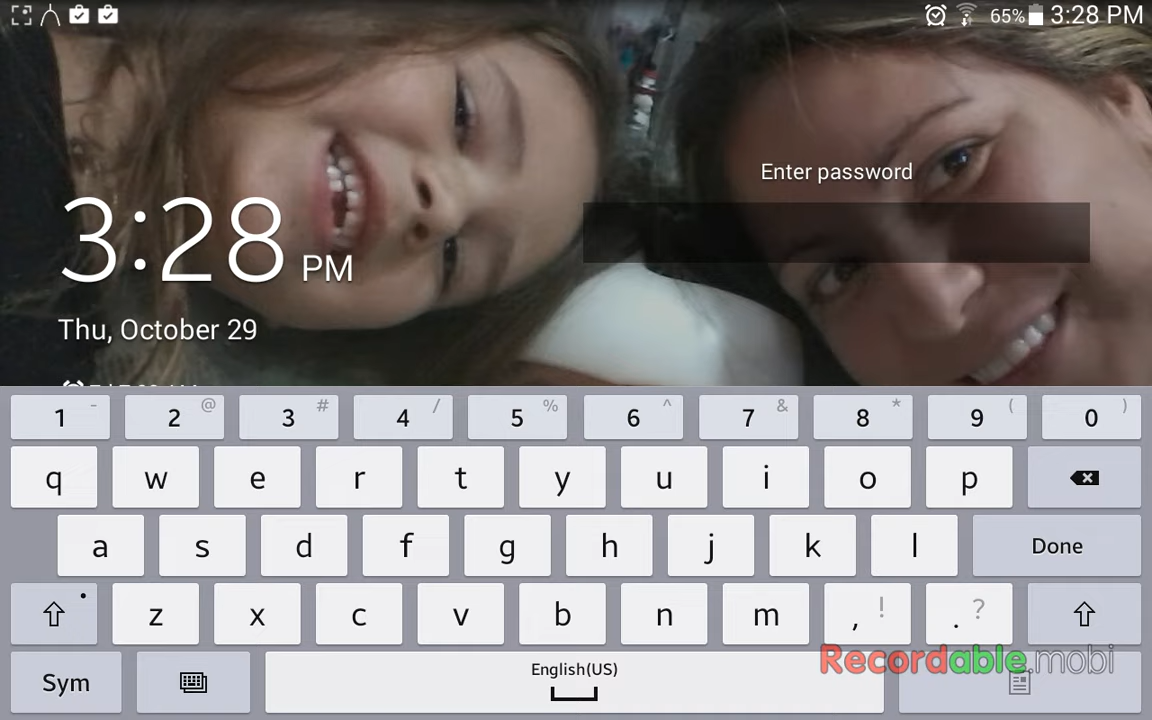 65% 3:28 PM
Enter password
3:28 PM
Thu, October 29
1 - 2 @ 3 # 4 / 5 % 6 ^ 7 & 8 * 9 ( 0 )
q w e r t y u i o p
a s d f g h j k l Done
z x c v b n m , ! . ?
Recordable.mobi
Sym English(US)